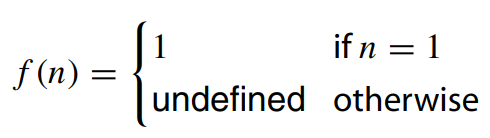 f(n) = { 1 if n = 1
undefined otherwise